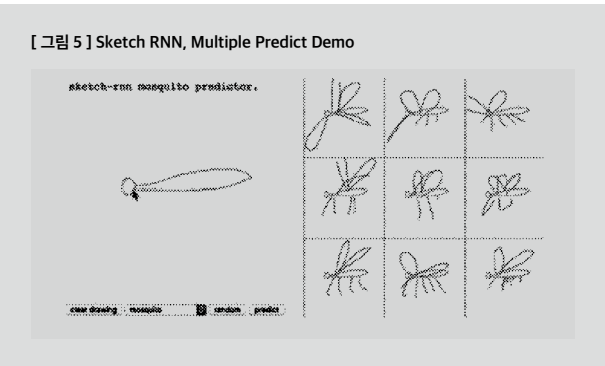 [ 그림 5 ] Sketch RNN, Multiple Predict Demo
sketch-rnn mosquito predictor.
clear drawing mosquito random predict